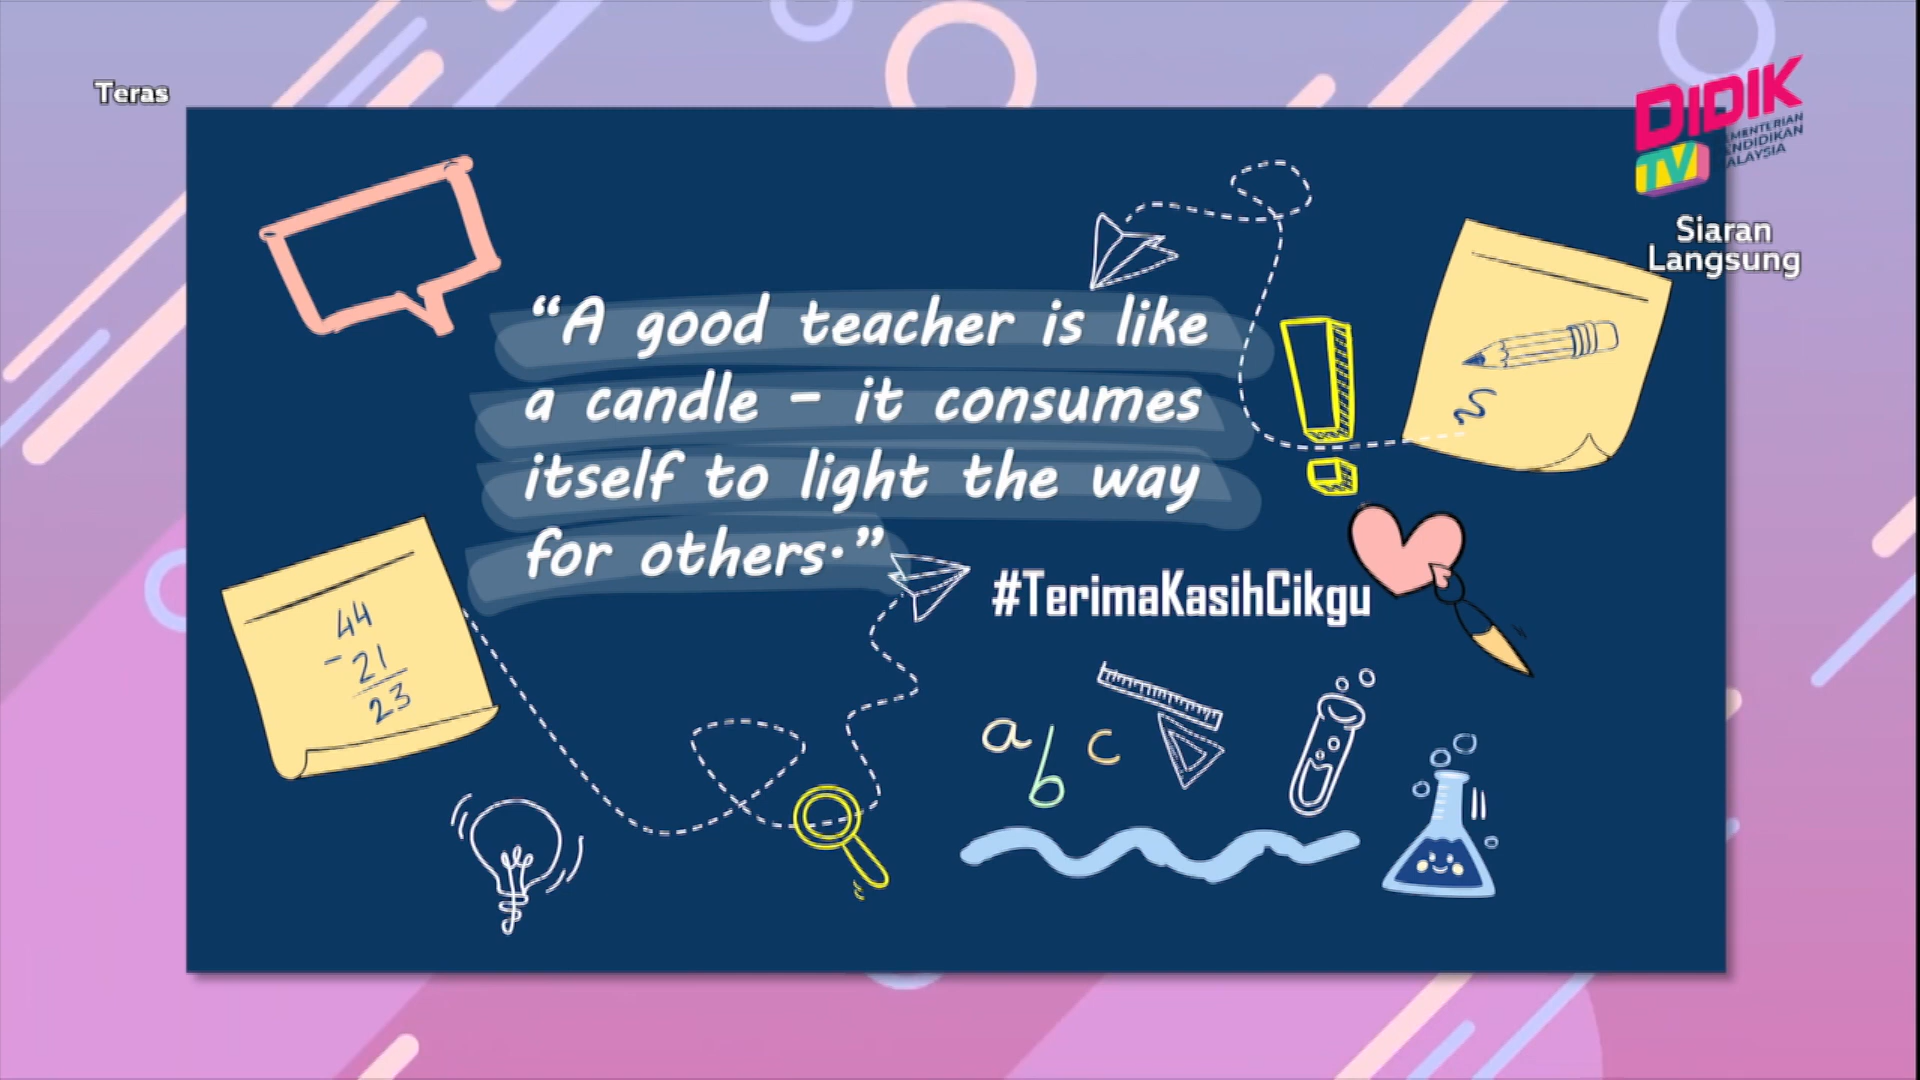 Teras
DIDIK
TV
KEMENTERIAN
PENDIDIKAN
MALAYSIA
Siaran
Langsung
“A good teacher is like
a candle – it consumes
itself to light the way
for others.”
#TerimaKasihCikgu
44
- 21
23
a b c